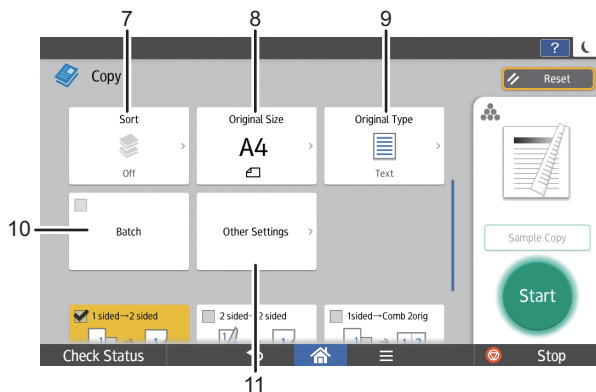 7 8 9
?
Copy
Reset
Sort
Off
Original Size
A4
Original Type
Text
10
Batch
Other Settings
Sample Copy
Start
1 sided→2 sided
2 sided→2 sided
1sided→Comb 2orig
1 → 1
1/
1 → 1 2
Check Status
Stop
11